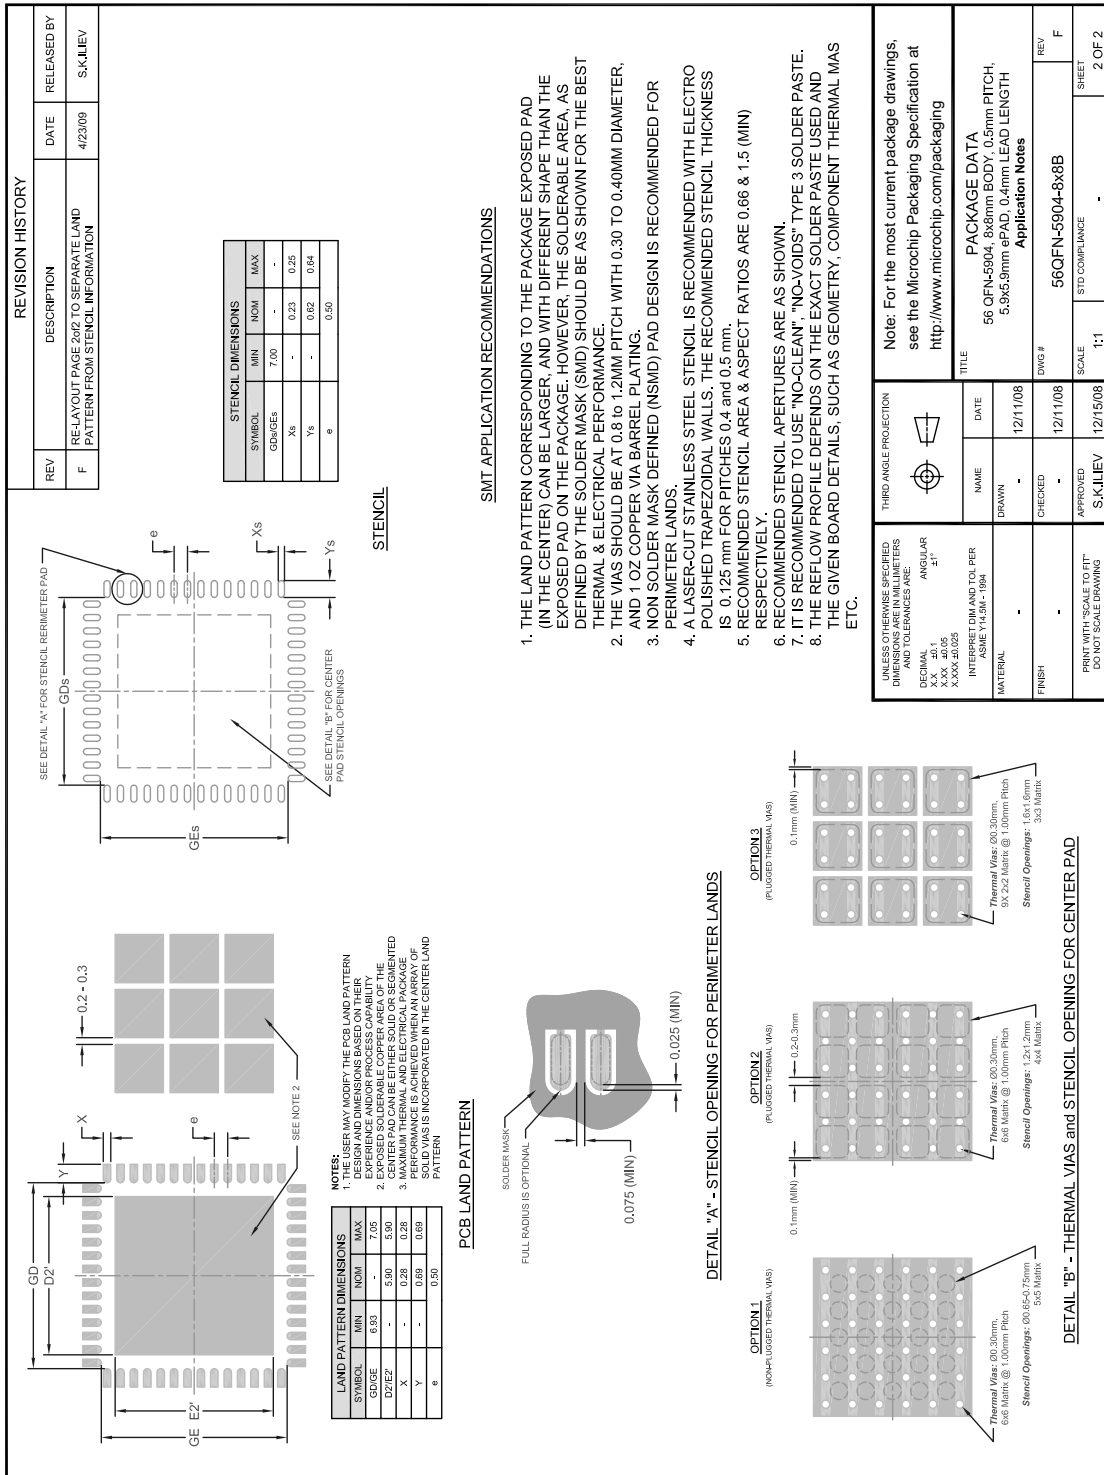 REVISION HISTORY
REV DESCRIPTION DATE RELEASED BY
F RE-LAYOUT PAGE 2of2 TO SEPARATE LAND PATTERN FROM STENCIL INFORMATION 4/23/09 S.K.ILIEV
GD
D2'
GE
E2'
X
Y
e
0.2 - 0.3
SEE NOTE 2
LAND PATTERN DIMENSIONS
SYMBOL MIN NOM MAX
GD/GE 6.93 - 7.05
D2'/E2' - 5.90 5.90
X - 0.28 0.28
Y - 0.69 0.69
e 0.50
NOTES:
1. THE USER MAY MODIFY THE PCB LAND PATTERN
DESIGN AND DIMENSIONS BASED ON THEIR
EXPERIENCE AND/OR PROCESS CAPABILITY
2. EXPOSED SOLDERABLE COPPER AREA OF THE
CENTER PAD CAN BE EITHER SOLID OR SEGMENTED
3. MAXIMUM THERMAL AND ELECTRICAL PACKAGE
PERFORMANCE IS ACHIEVED WHEN AN ARRAY OF
SOLID VIAS IS INCORPORATED IN THE CENTER LAND
PATTERN
PCB LAND PATTERN
SEE DETAIL "A" FOR STENCIL RERIMETER PAD
GDs
GEs
e
Xs
Ys
SEE DETAIL "B" FOR CENTER
PAD STENCIL OPENINGS
STENCIL
STENCIL DIMENSIONS
SYMBOL MIN NOM MAX
GDs/GEs 7.00 - -
Xs - 0.23 0.25
Ys - 0.62 0.64
e 0.50
SOLDER MASK
FULL RADIUS IS OPTIONAL
0.075 (MIN)
0.025 (MIN)
DETAIL "A" - STENCIL OPENING FOR PERIMETER LANDS
OPTION 1
(NON-PLUGGED THERMAL VIAS)
Thermal Vias: Ø0.30mm,
6x6 Matrix @ 1.00mm Pitch
Stencil Openings: Ø0.65-0.75mm
5x5 Matrix
OPTION 2
(PLUGGED THERMAL VIAS)
0.1mm (MIN)
0.2-0.3mm
Thermal Vias: Ø0.30mm,
6x6 Matrix @ 1.00mm Pitch
Stencil Openings: 1.2x1.2mm
4x4 Matrix
OPTION 3
(PLUGGED THERMAL VIAS)
0.1mm (MIN)
Thermal Vias: Ø0.30mm,
9X 2x2 Matrix @ 1.00mm Pitch
Stencil Openings: 1.6x1.6mm
3x3 Matrix
DETAIL "B" - THERMAL VIAS and STENCIL OPENING FOR CENTER PAD
SMT APPLICATION RECOMMENDATIONS
1. THE LAND PATTERN CORRESPONDING TO THE PACKAGE EXPOSED PAD
(IN THE CENTER) CAN BE LARGER, AND WITH DIFFERENT SHAPE THAN THE
EXPOSED PAD ON THE PACKAGE. HOWEVER, THE SOLDERABLE AREA, AS
DEFINED BY THE SOLDER MASK (SMD) SHOULD BE AS SHOWN FOR THE BEST
THERMAL & ELECTRICAL PERFORMANCE.
2. THE VIAS SHOULD BE AT 0.8 to 1.2MM PITCH WITH 0.30 TO 0.40MM DIAMETER,
AND 1 OZ COPPER VIA BARREL PLATING.
3. NON SOLDER MASK DEFINED (NSMD) PAD DESIGN IS RECOMMENDED FOR
PERIMETER LANDS.
4. A LASER-CUT STAINLESS STEEL STENCIL IS RECOMMENDED WITH ELECTRO
POLISHED TRAPEZOIDAL WALLS. THE RECOMMENDED STENCIL THICKNESS
IS 0.125 mm FOR PITCHES 0.4 and 0.5 mm.
5. RECOMMENDED STENCIL AREA & ASPECT RATIOS ARE 0.66 & 1.5 (MIN)
RESPECTIVELY.
6. RECOMMENDED STENCIL APERTURES ARE AS SHOWN.
7. IT IS RECOMMENDED TO USE "NO-CLEAN", "NO-VOIDS" TYPE 3 SOLDER PASTE.
8. THE REFLOW PROFILE DEPENDS ON THE EXACT SOLDER PASTE USED AND
THE GIVEN BOARD DETAILS, SUCH AS GEOMETRY, COMPONENT THERMAL MAS
ETC.
UNLESS OTHERWISE SPECIFIED
DIMENSIONS ARE IN MILLIMETERS
AND TOLERANCES ARE:
DECIMAL ANGULAR
X.X ±0.1 ±1°
X.XX ±0.05
X.XXX ±0.025
INTERPRET DIM AND TOL PER
ASME Y14.5M - 1994
MATERIAL
-
FINISH
-
PRINT WITH "SCALE TO FIT"
DO NOT SCALE DRAWING
THIRD ANGLE PROJECTION
NAME DATE
DRAWN
- 12/11/08
CHECKED
- 12/11/08
APPROVED
S.K.ILIEV 12/15/08
Note: For the most current package drawings,
see the Microchip Packaging Specification at
http://www.microchip.com/packaging
TITLE
PACKAGE DATA
56 QFN-5904, 8x8mm BODY, 0.5mm PITCH,
5.9x5.9mm ePAD, 0.4mm LEAD LENGTH
Application Notes
DWG #
56QFN-5904-8x8B
REV
F
SCALE
1:1
STD COMPLIANCE
-
SHEET
2 OF 2